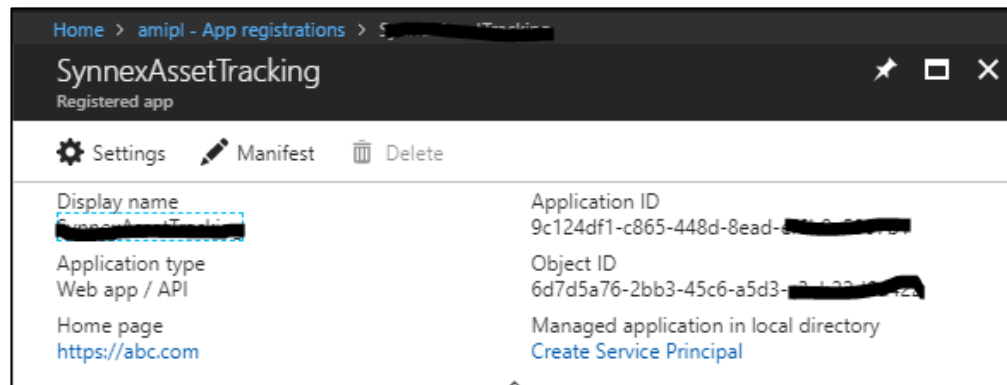 Home > amipl - App registrations >
SynnexAssetTracking
Registered app
Settings Manifest Delete
Display name
Application ID
9c124df1-c865-448d-8ead-
Application type
Object ID
Web app / API
6d7d5a76-2bb3-45c6-a5d3-
Home page
Managed application in local directory
https://abc.com
Create Service Principal